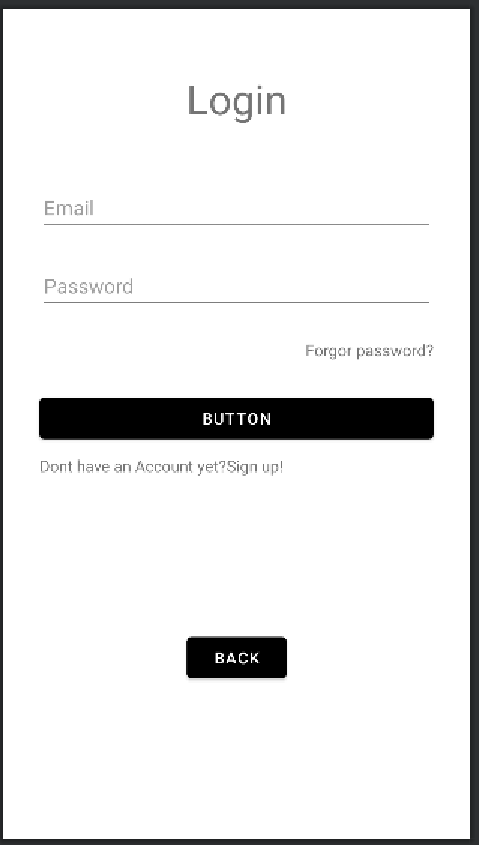 Login
Email
Password
Forgor password?
BUTTON
Dont have an Account yet?Sign up!
BACK